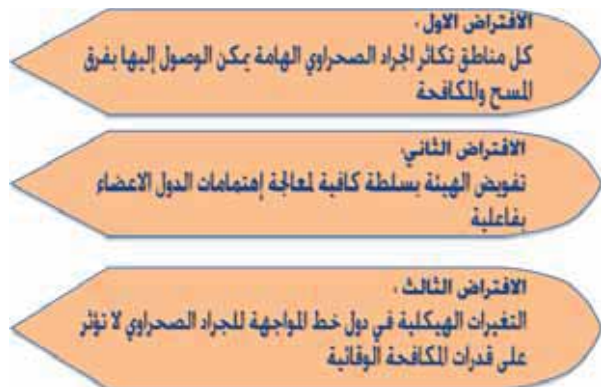 الافتراض الاول :
كل مناطق تكاثر الجراد الصحراوي الهامة يمكن الوصول إليها بفرق
المسح والمكافحة
الافتراض الثاني:
تفويض الهيئة بسلطة كافية لمعالجة إهتمامات الدول الاعضاء
بفاعلية
الافتراض الثالث :
التغيرات الهيكلية في دول خط المواجهة للجراد الصحراوي لا تؤثر
على قدرات المكافحة الوقائية